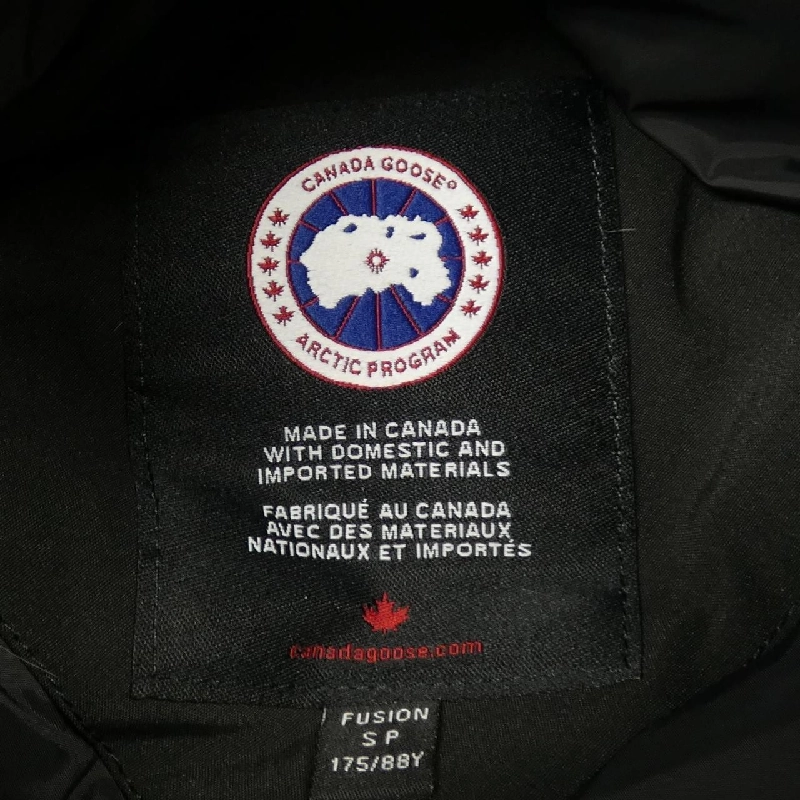 CANADA GOOSE®
ARCTIC PROGRAM
MADE IN CANADA
WITH DOMESTIC AND
IMPORTED MATERIALS
FABRIQUÉ AU CANADA
AVEC DES MATERIAUX
NATIONAUX ET IMPORTÉS
canadagoose.com
FUSION
S P
175/88Y